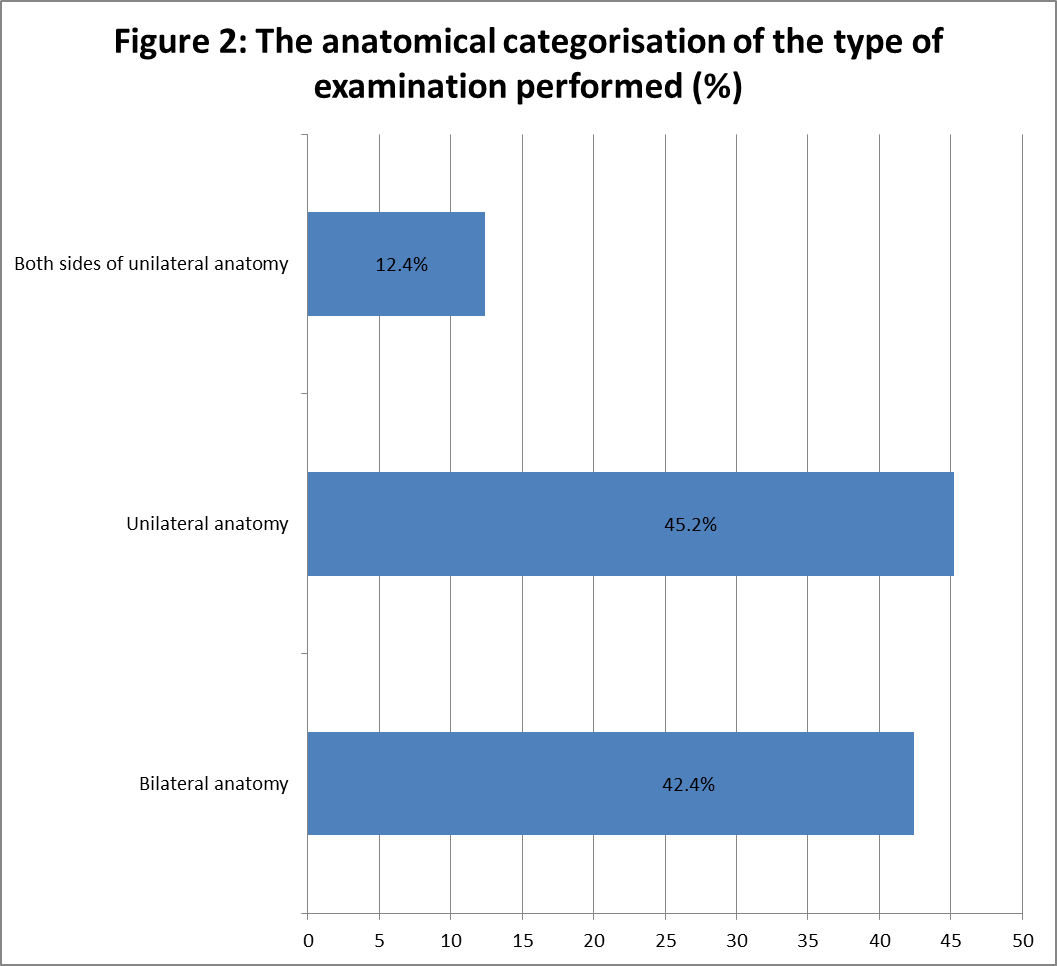 Figure 2: The anatomical categorisation of the type of
examination performed (%)
Both sides of unilateral anatomy
12.4%
Unilateral anatomy
45.2%
Bilateral anatomy
42.4%
0 5 10 15 20 25 30 35 40 45 50